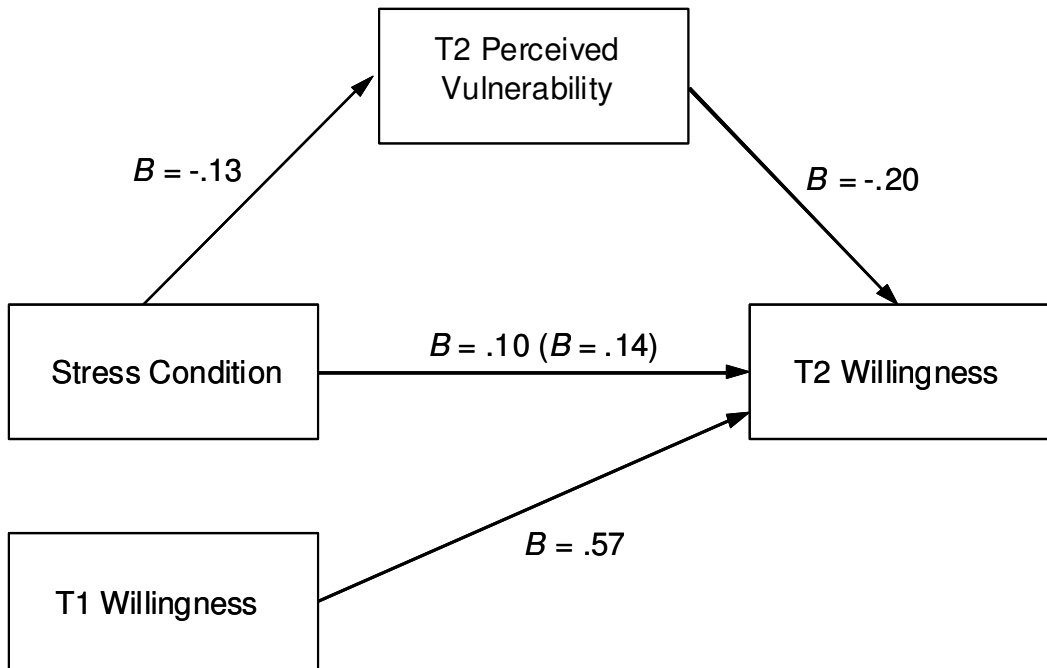 T2 Perceived
Vulnerability
B = -.13
B = -.20
Stress Condition
B = .10 (B = .14)
T2 Willingness
B = .57
T1 Willingness